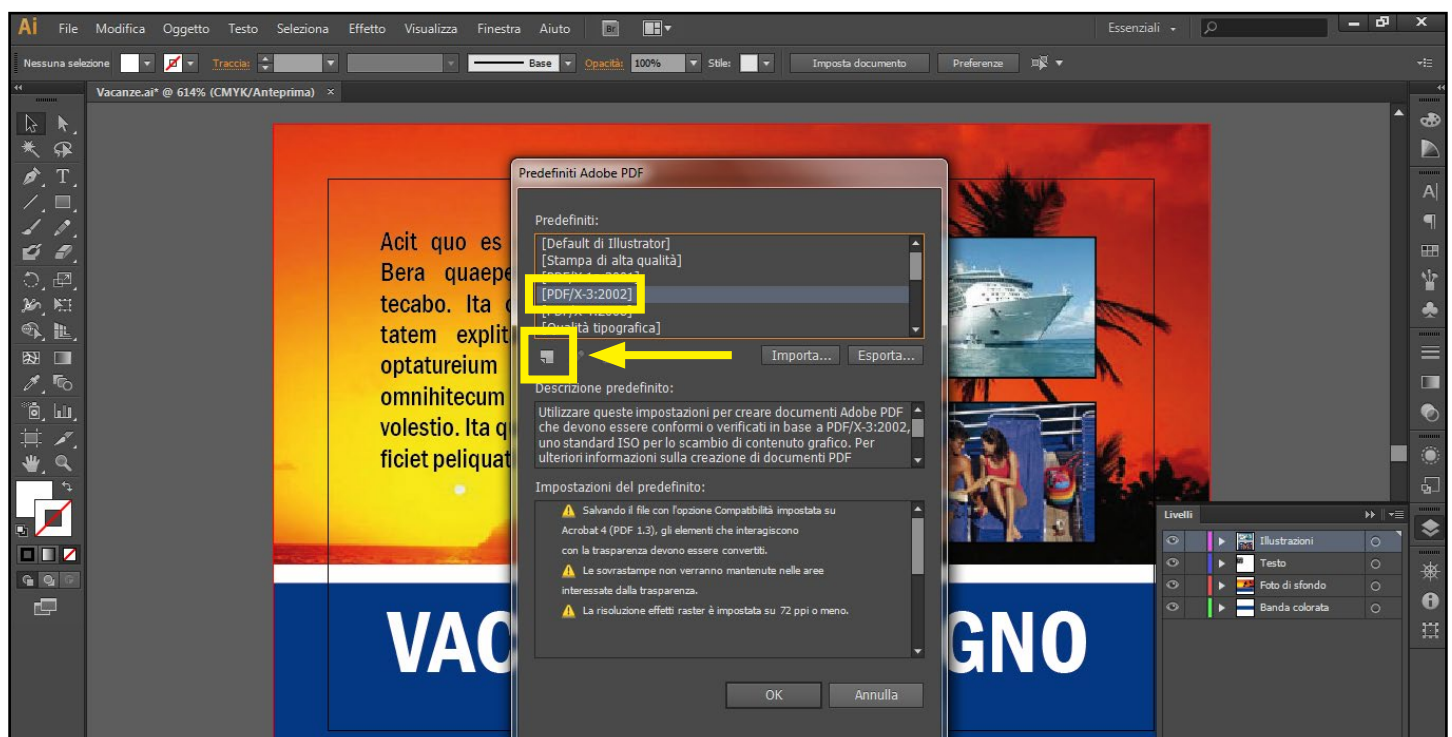 Ai File Modifica Oggetto Testo Seleziona Effetto Visualizza Finestra Aiuto Br Essenziali
Nessuna selezione Traccia: Base Opacità: 100% Stile: Imposta documento Preferenze
Vacanze.ai* @ 614% (CMYK/Anteprima) ×
Predefiniti Adobe PDF
Predefiniti:
[Default di Illustrator]
[Stampa di alta qualità]
[PDF/X-3:2002]
[Qualità tipografica]
Importa... Esporta...
Descrizione predefinito:
Utilizzare queste impostazioni per creare documenti Adobe PDF
che devono essere conformi o verificati in base a PDF/X-3:2002,
uno standard ISO per lo scambio di contenuto grafico. Per
ulteriori informazioni sulla creazione di documenti PDF
Impostazioni del predefinito:
Salvando il file con l'opzione Compatibilità impostata su
Acrobat 4 (PDF 1.3), gli elementi che interagiscono
con la trasparenza devono essere convertiti.
Le sovrastampe non verranno mantenute nelle aree
interessate dalla trasparenza.
La risoluzione effetti raster è impostata su 72 ppi o meno.
OK Annulla
Acit quo es
Bera quaepe
tecabo. Ita
tatem explit
optatureium
omnihitecum
volestio. Ita q
ficiet peliquat
VAC GNO
Livelli
Illustrazioni
Testo
Foto di sfondo
Banda colorata